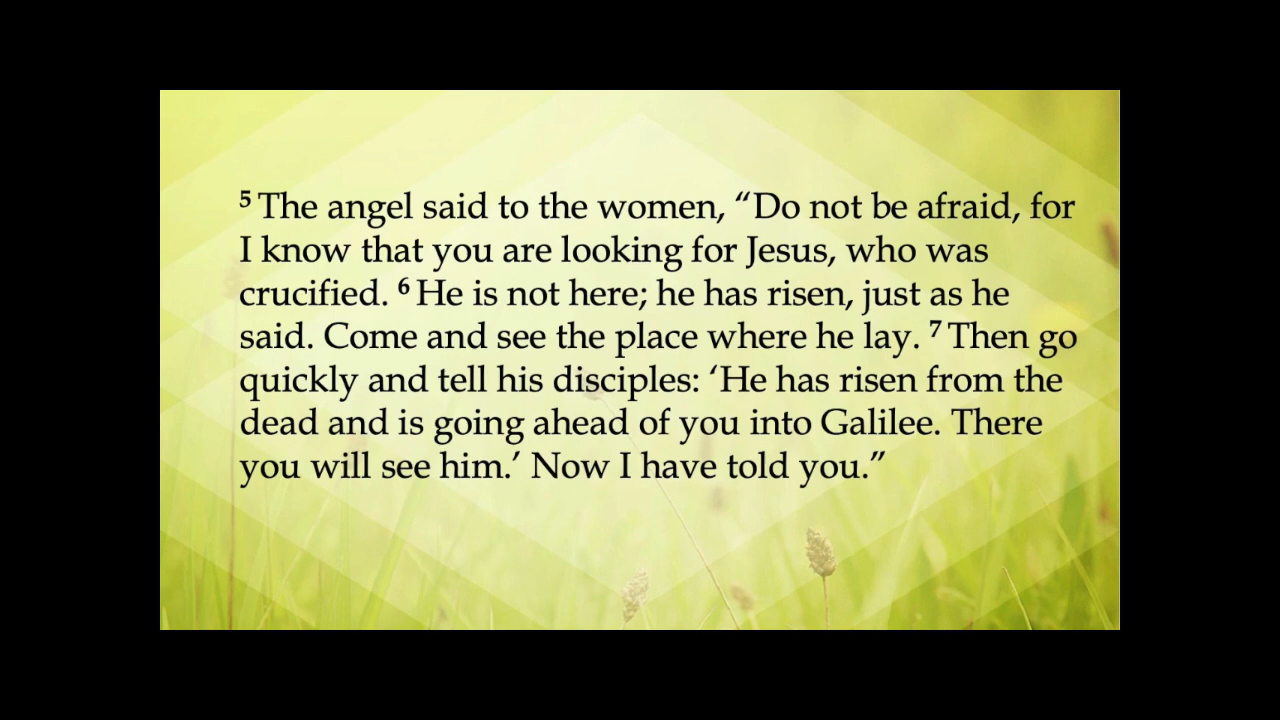 ⁵ The angel said to the women, “Do not be afraid, for
I know that you are looking for Jesus, who was
crucified. ⁶ He is not here; he has risen, just as he
said. Come and see the place where he lay. ⁷ Then go
quickly and tell his disciples: ‘He has risen from the
dead and is going ahead of you into Galilee. There
you will see him.’ Now I have told you.”